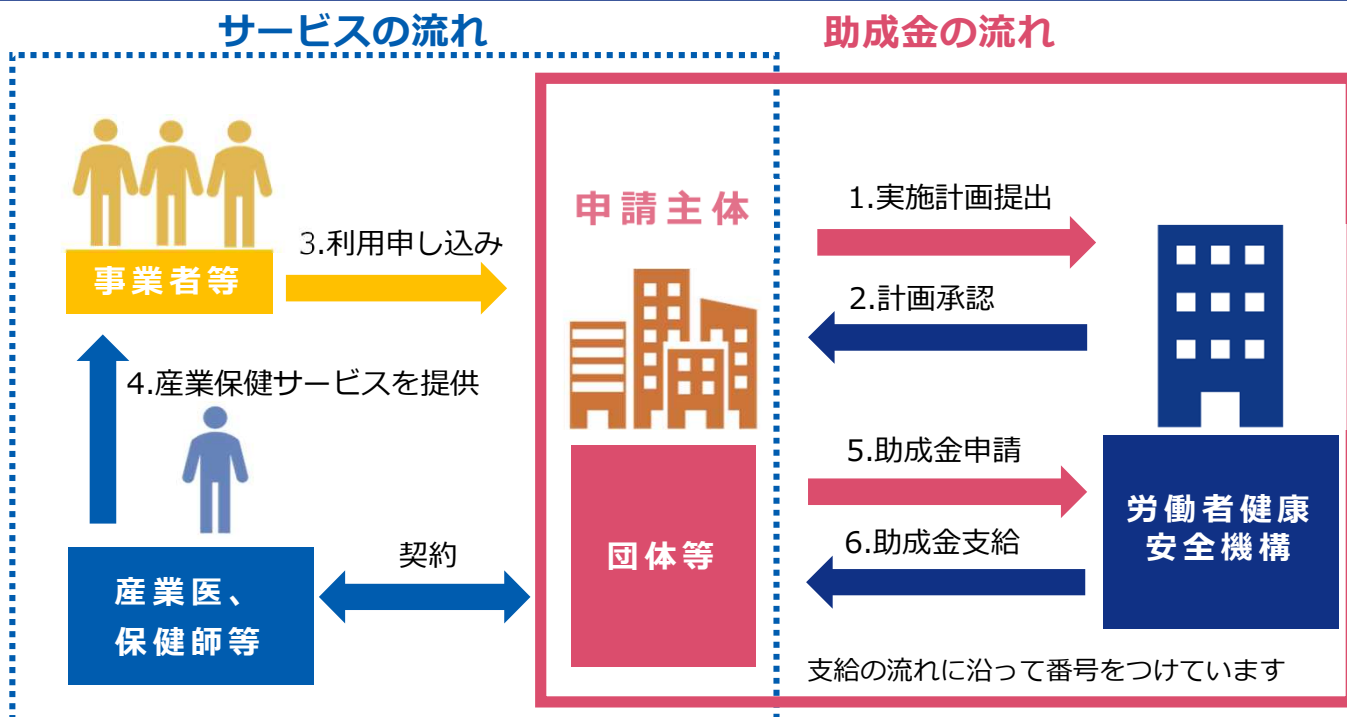 サービスの流れ
助成金の流れ
申請主体
1.実施計画提出
3.利用申し込み
事業者等
2.計画承認
4.産業保健サービスを提供
5.助成金申請
労働者健康
安全機構
6.助成金支給
契約
団体等
産業医、
保健師等
支給の流れに沿って番号をつけています